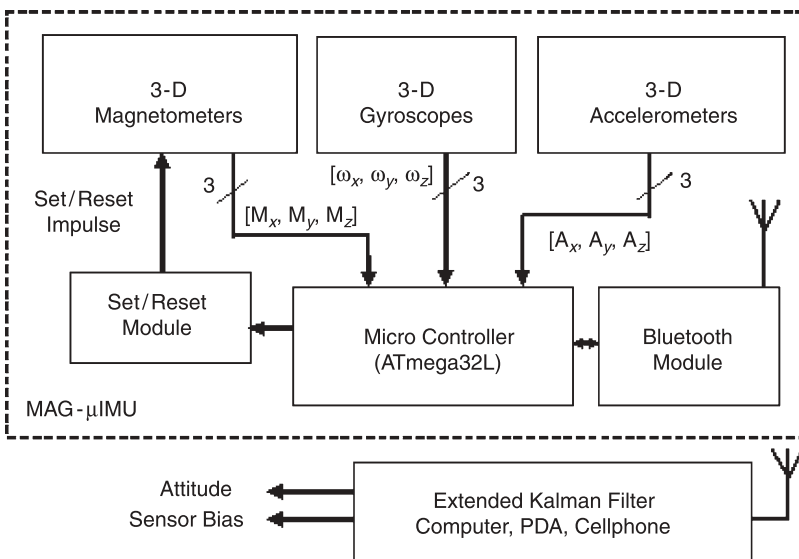 3-D
Magnetometers
3-D
Gyroscopes
3-D
Accelerometers
Set/Reset
Impulse
3
[Mx, My, Mz]
[ωx, ωy, ωz]
3
3
[Ax, Ay, Az]
Set/Reset
Module
Micro Controller
(ATmega32L)
Bluetooth
Module
MAG-μIMU
Attitude
Sensor Bias
Extended Kalman Filter
Computer, PDA, Cellphone